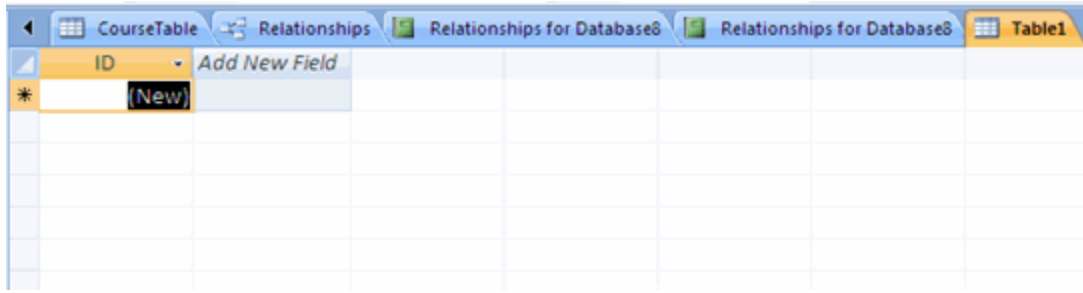 CourseTable Relationships Relationships for Database8 Relationships for Database8 Table1
ID Add New Field
(New)